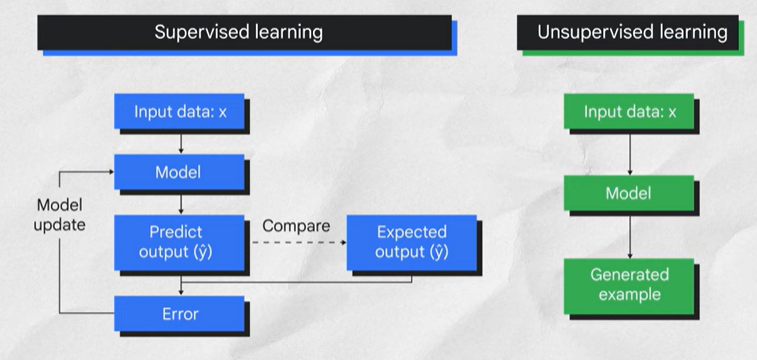 Supervised learning
Input data: x
Model
Model
update
Predict
output (ŷ)
Compare
Expected
output (ŷ)
Error
Unsupervised learning
Input data: x
Model
Generated
example